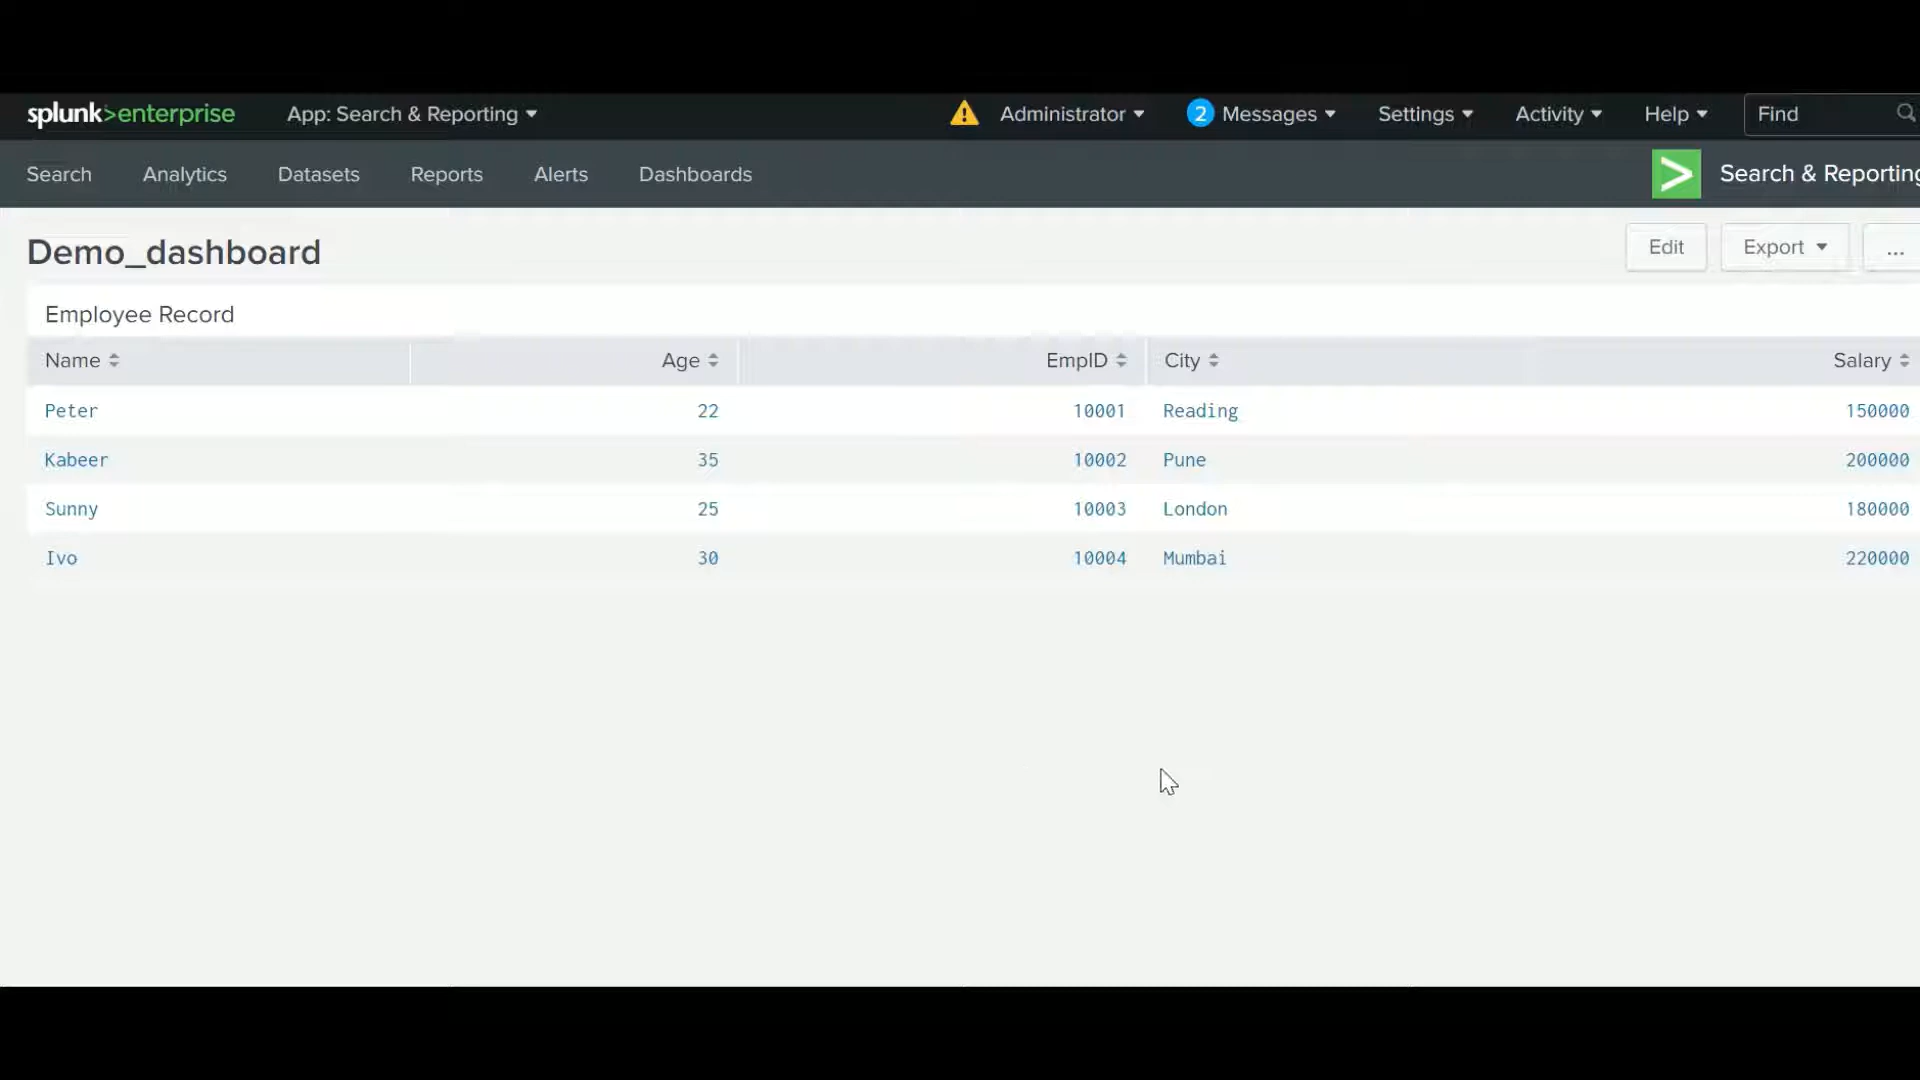 splunk>enterprise App: Search & Reporting Administrator 2 Messages Settings Activity Help Find
Search Analytics Datasets Reports Alerts Dashboards Search & Reporting
Demo_dashboard Edit Export ...
Employee Record
Name Age EmpID City Salary
Peter 22 10001 Reading 150000
Kabeer 35 10002 Pune 200000
Sunny 25 10003 London 180000
Ivo 30 10004 Mumbai 220000